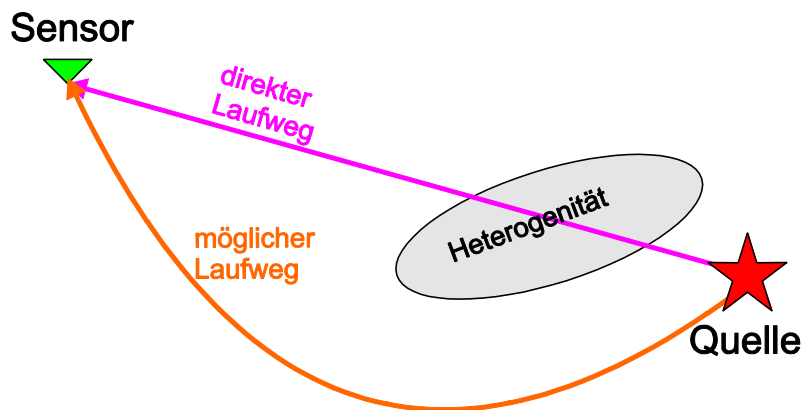 Sensor
direkter
Laufweg
Heterogenität
möglicher
Laufweg
Quelle